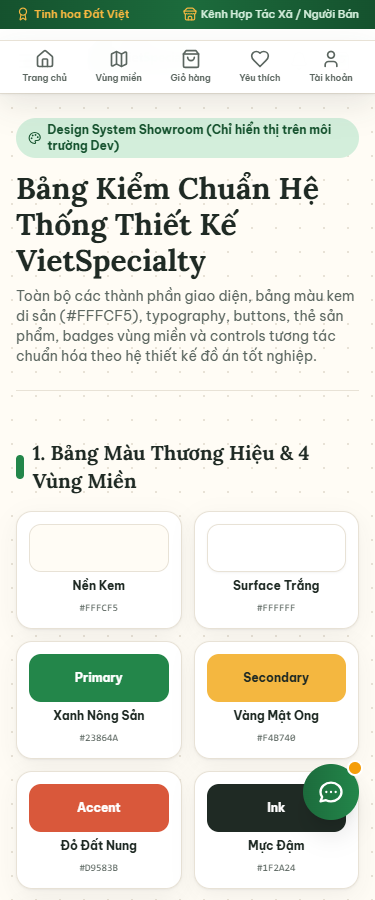 Tinh hoa Đất Việt
Kênh Hợp Tác Xã / Người Bán
Trang chủ
Vùng miền
Giỏ hàng
Yêu thích
Tài khoản
Design System Showroom (Chỉ hiển thị trên môi
trường Dev)
Bảng Kiểm Chuẩn Hệ
Thống Thiết Kế
VietSpecialty
Toàn bộ các thành phần giao diện, bảng màu kem
di sản (#FFFCF5), typography, buttons, thẻ sản
phẩm, badges vùng miền và controls tương tác
chuẩn hóa theo hệ thiết kế đồ án tốt nghiệp.
1. Bảng Màu Thương Hiệu & 4
Vùng Miền
Nền Kem
#FFFCF5
Surface Trắng
#FFFFFF
Primary
Xanh Nông Sản
#23864A
Secondary
Vàng Mật Ong
#F4B740
Accent
Đỏ Đất Nung
#D9583B
Ink
Mực Đậm
#1F2A24